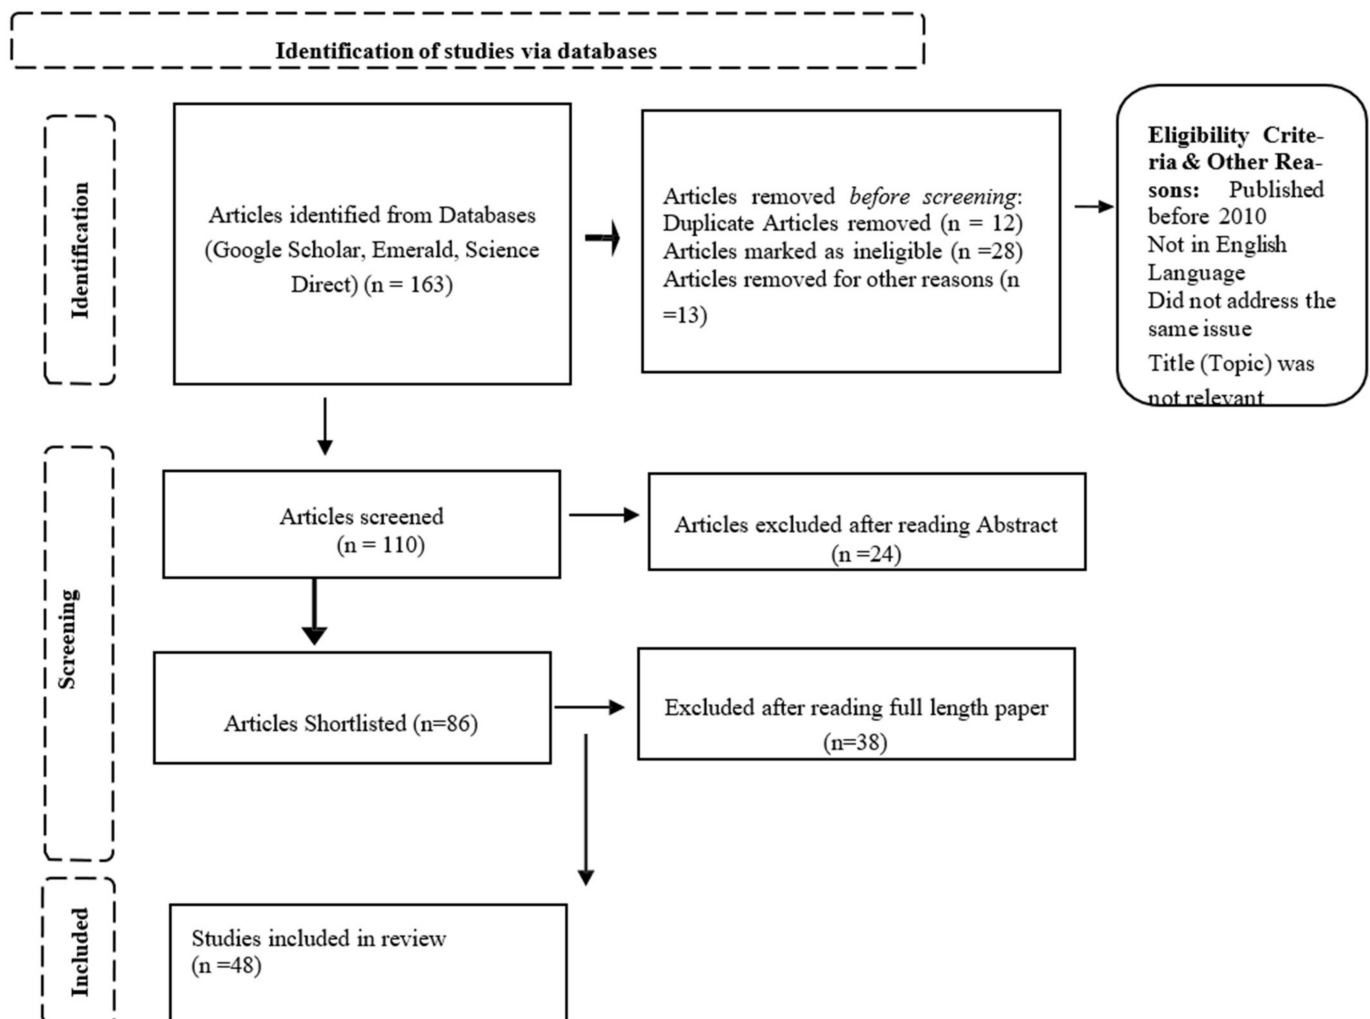 Identification of studies via databases
Identification
Articles identified from Databases
(Google Scholar, Emerald, Science
Direct) (n = 163)
Articles removed before screening:
Duplicate Articles removed (n = 12)
Articles marked as ineligible (n =28)
Articles removed for other reasons (n
=13)
Eligibility Crite-
ria & Other Rea-
sons: Published
before 2010
Not in English
Language
Did not address the
same issue
Title (Topic) was
not relevant
Screening
Articles screened
(n = 110)
Articles excluded after reading Abstract
(n =24)
Articles Shortlisted (n=86)
Excluded after reading full length paper
(n=38)
Included
Studies included in review
(n =48)